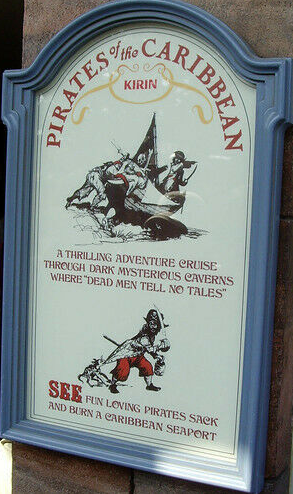 PIRATES of the CARIBBEAN
KIRIN
A THRILLING ADVENTURE CRUISE
THROUGH DARK MYSTERIOUS CAVERNS
WHERE "DEAD MEN TELL NO TALES"
SEE FUN LOVING PIRATES SACK
AND BURN A CARIBBEAN SEAPORT